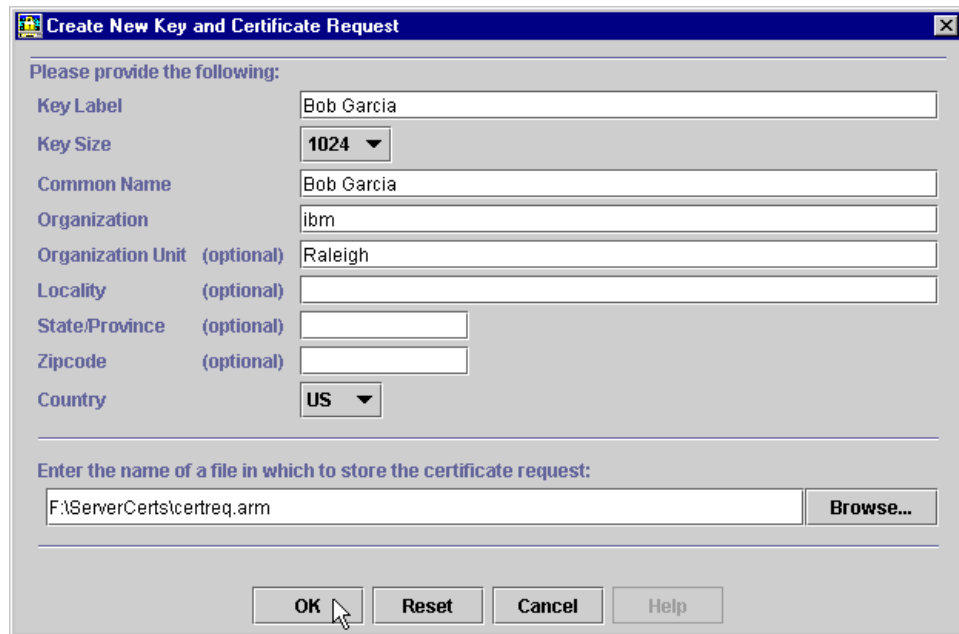 Create New Key and Certificate Request
Please provide the following:
Key Label Bob Garcia
Key Size 1024
Common Name Bob Garcia
Organization ibm
Organization Unit (optional) Raleigh
Locality (optional)
State/Province (optional)
Zipcode (optional)
Country US
Enter the name of a file in which to store the certificate request:
F:\ServerCerts\certreq.arm Browse...
OK Reset Cancel Help